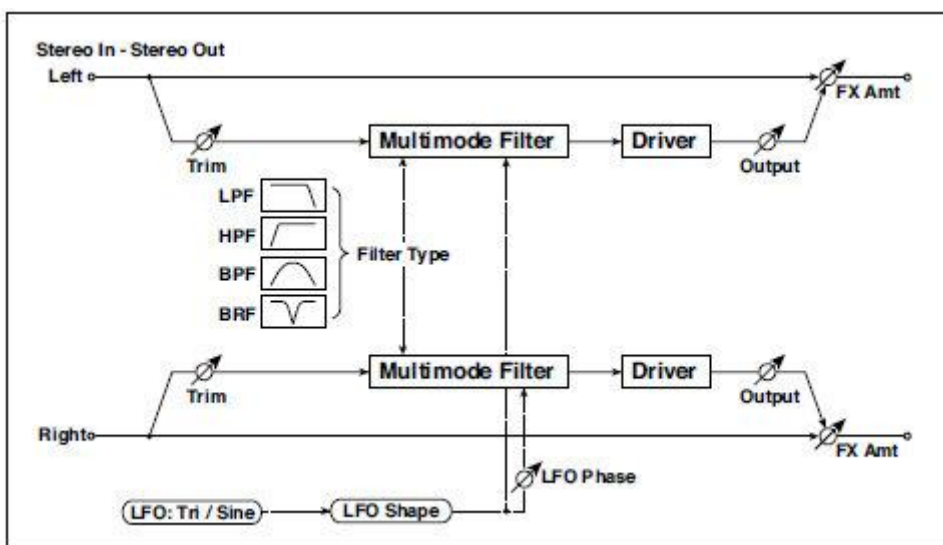 Stereo In - Stereo Out
Left
FX Amt
Trim
Multimode Filter
Driver
Output
LPF
HPF
BPF
BRF
Filter Type
Trim
Multimode Filter
Driver
Output
Right
FX Amt
LFO Phase
LFO: Tri / Sine
LFO Shape